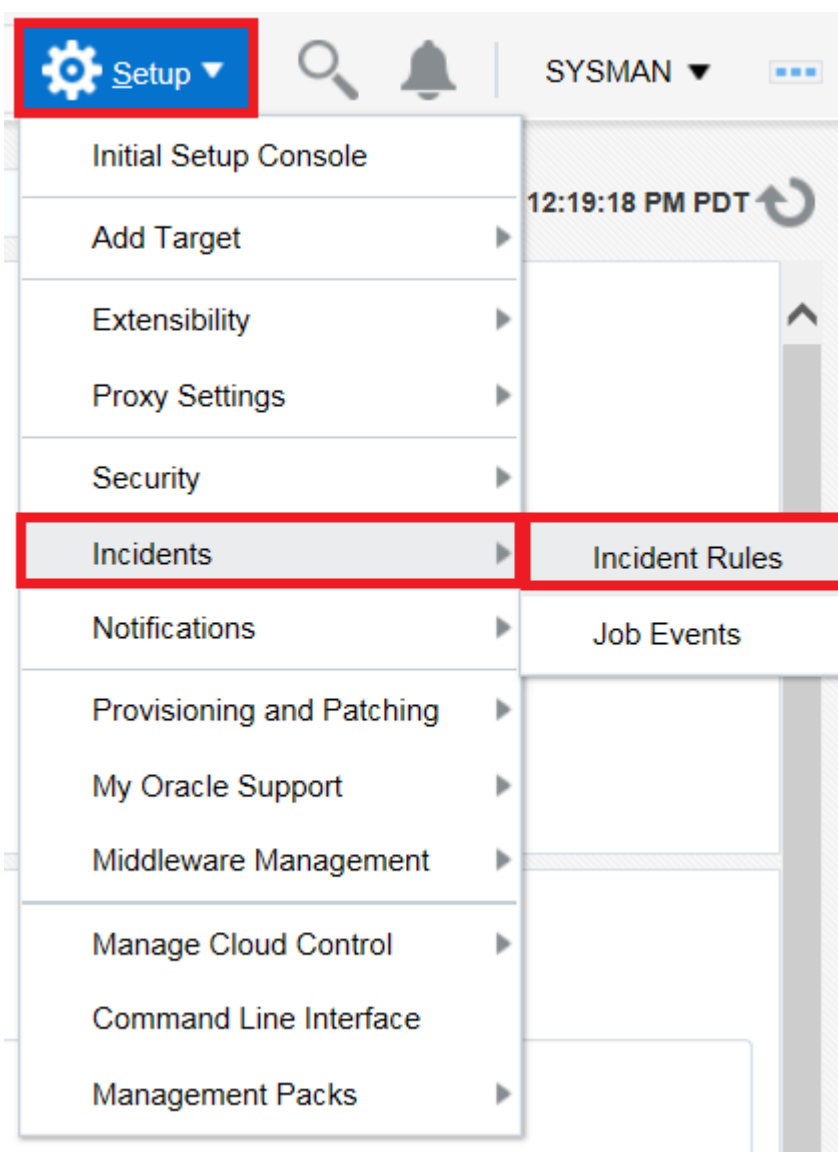 Setup SYSMAN
Initial Setup Console
12:19:18 PM PDT
Add Target
Extensibility
Proxy Settings
Security
Incidents
Incident Rules
Notifications
Job Events
Provisioning and Patching
My Oracle Support
Middleware Management
Manage Cloud Control
Command Line Interface
Management Packs